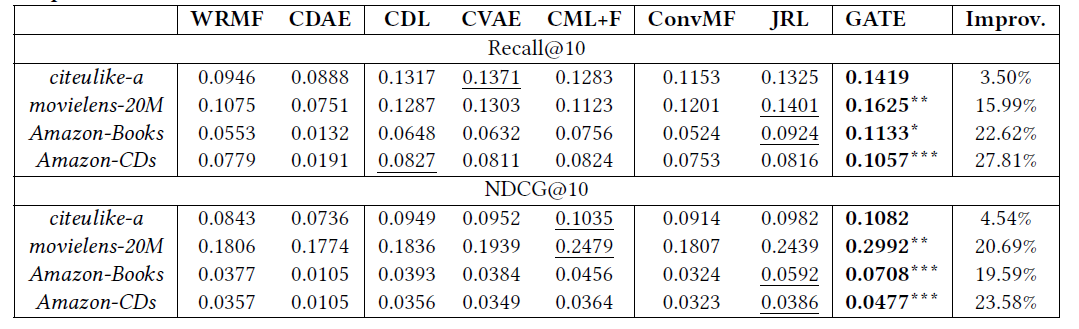 WRMF CDAE CDL CVAE CML+F ConvMF JRL GATE Improv.
Recall@10
citeulike-a 0.0946 0.0888 0.1317 0.1371 0.1283 0.1153 0.1325 0.1419 3.50%
movielens-20M 0.1075 0.0751 0.1287 0.1303 0.1123 0.1201 0.1401 0.1625** 15.99%
Amazon-Books 0.0553 0.0132 0.0648 0.0632 0.0756 0.0524 0.0924 0.1133* 22.62%
Amazon-CDs 0.0779 0.0191 0.0827 0.0811 0.0824 0.0753 0.0816 0.1057*** 27.81%
NDCG@10
citeulike-a 0.0843 0.0736 0.0949 0.0952 0.1035 0.0914 0.0982 0.1082 4.54%
movielens-20M 0.1806 0.1774 0.1836 0.1939 0.2479 0.1807 0.2439 0.2992** 20.69%
Amazon-Books 0.0377 0.0105 0.0393 0.0384 0.0456 0.0324 0.0592 0.0708*** 19.59%
Amazon-CDs 0.0357 0.0105 0.0356 0.0349 0.0364 0.0323 0.0386 0.0477*** 23.58%